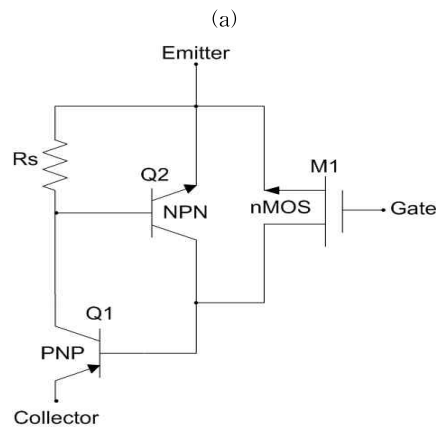 (a)
Emitter
Rs
Q2
M1
NPN
nMOS
Gate
Q1
PNP
Collector